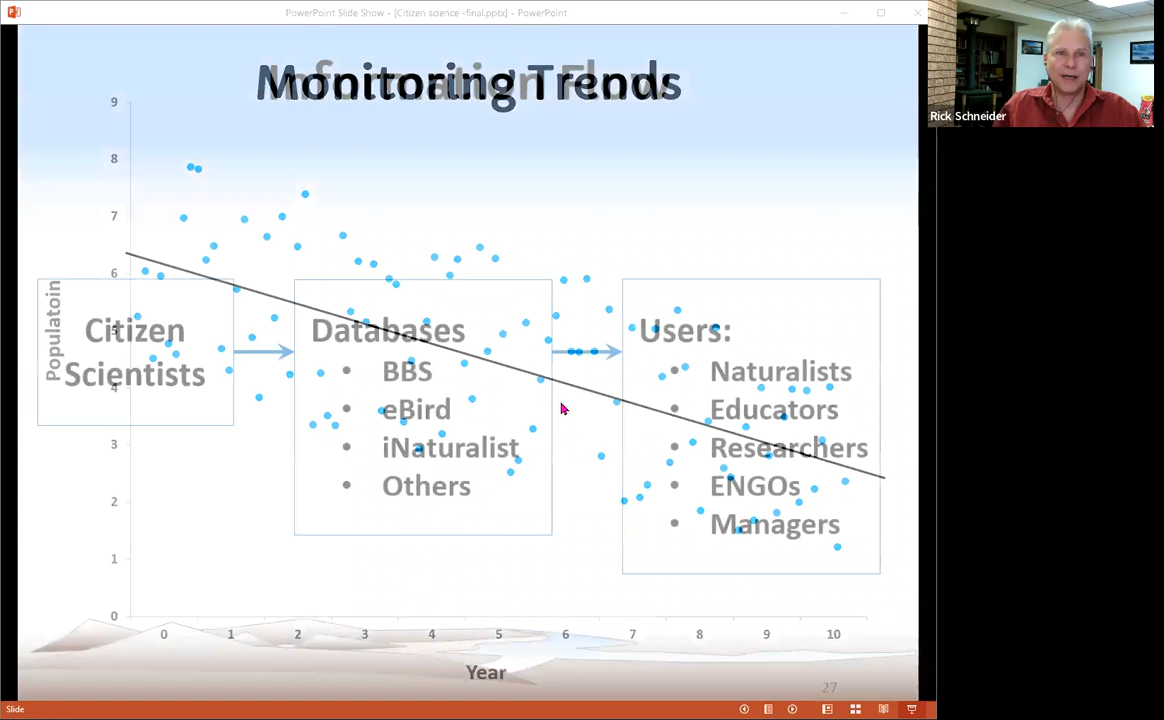 PowerPoint Slide Show - [Citizen science -final.pptx] - PowerPoint
Rick Schneider
Monitoring Trends
Information Flow
9
8
7
6
5
4
3
2
1
0
Populatoin
Citizen
Scientists
Databases
• BBS
• eBird
• iNaturalist
• Others
Users:
• Naturalists
• Educators
• Researchers
• ENGOs
• Managers
0 1 2 3 4 5 6 7 8 9 10
Year
27
Slide